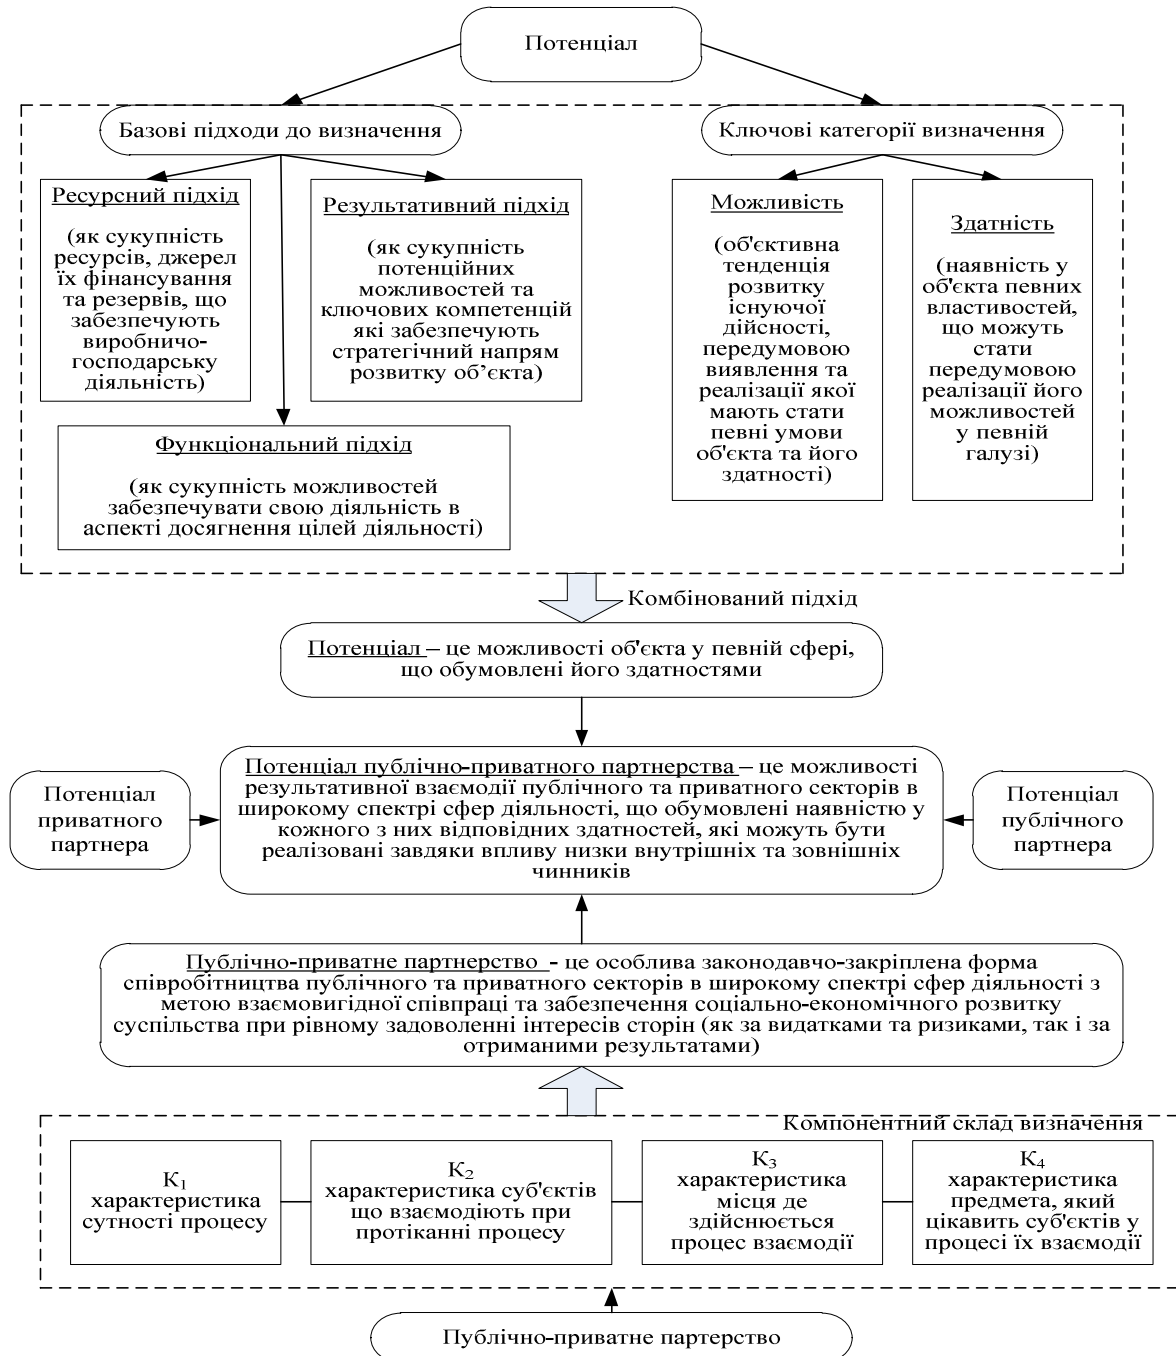 Потенціал
Базові підходи до визначення
Ключові категорії визначення
Ресурсний підхід
(як сукупність
ресурсів, джерел
їх фінансування
та резервів, що
забезпечують
виробничо-
господарську
діяльність)
Результативний підхід
(як сукупність
потенційних
можливостей та
ключових компетенцій
які забезпечують
стратегічний напрям
розвитку об’єкта)
Можливість
(об'єктивна
тенденція
розвитку
існуючої
дійсності,
передумовою
виявлення та
реалізації якої
мають стати
певні умови
об'єкта та його
здатності)
Здатність
(наявність у
об'єкта певних
властивостей,
що можуть
стати
передумовою
реалізації його
можливостей
у певній
галузі)
Функціональний підхід
(як сукупність можливостей
забезпечувати свою діяльність в
аспекті досягнення цілей діяльності)
Комбінований підхід
Потенціал – це можливості об'єкта у певній сфері,
що обумовлені його здатностями
Потенціал
приватного
партнера
Потенціал публічно-приватного партнерства – це можливості
результативної взаємодії публічного та приватного секторів в
широкому спектрі сфер діяльності, що обумовлені наявністю у
кожного з них відповідних здатностей, які можуть бути
реалізовані завдяки впливу низки внутрішніх та зовнішніх
чинників
Потенціал
публічного
партнера
Публічно-приватне партнерство - це особлива законодавчо-закріплена форма
співробітництва публічного та приватного секторів в широкому спектрі сфер діяльності з
метою взаємовигідної співпраці та забезпечення соціально-економічного розвитку
суспільства при рівному задоволенні інтересів сторін (як за видатками та ризиками, так і за
отриманими результатами)
Компонентний склад визначення
К₁
характеристика
сутності процесу
К₂
характеристика суб'єктів
що взаємодіють при
протіканні процесу
К₃
характеристика
місця де
здійснюється
процес взаємодії
К₄
характеристика
предмета, який
цікавить суб'єктів у
процесі їх взаємодії
Публічно-приватне партерство